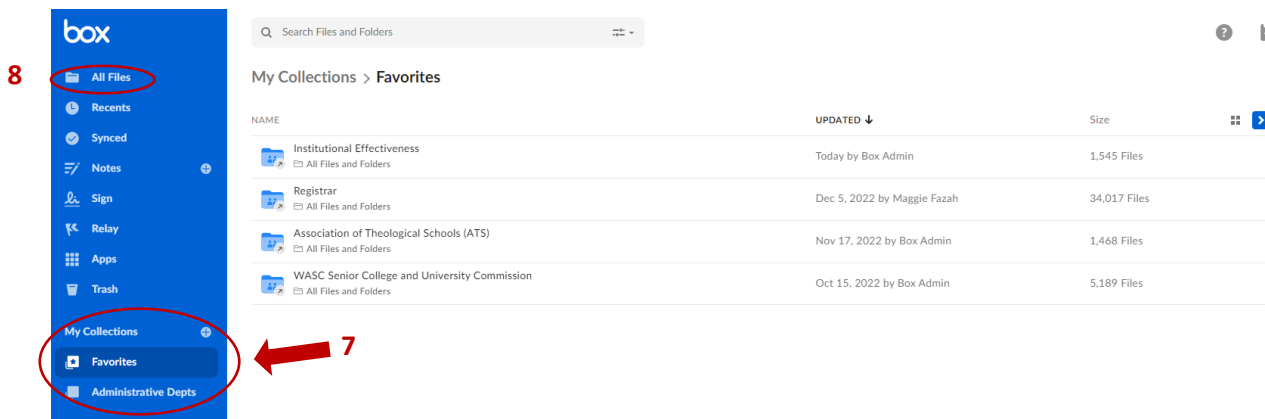 box
Search Files and Folders
8
All Files
My Collections > Favorites
Recents
NAME
UPDATED ↓
Size
Synced
Institutional Effectiveness
All Files and Folders
Today by Box Admin
1,545 Files
Notes
Registrar
All Files and Folders
Dec 5, 2022 by Maggie Fazah
34,017 Files
Sign
Relay
Association of Theological Schools (ATS)
All Files and Folders
Nov 17, 2022 by Box Admin
1,468 Files
Apps
WASC Senior College and University Commission
All Files and Folders
Oct 15, 2022 by Box Admin
5,189 Files
Trash
My Collections
7
Favorites
Administrative Depts